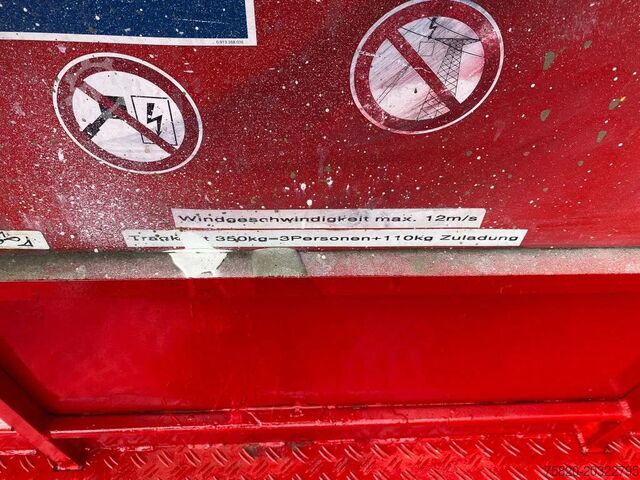 Windgeschwindigkeit max. 12m/s
350kg-3Personen+110kg Zuladung